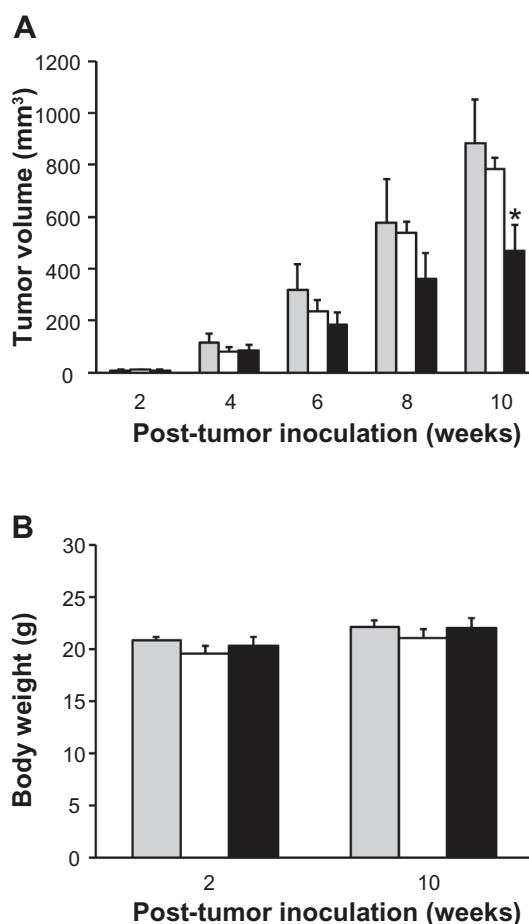 A
Tumor volume (mm³)
1200
1000
800
600
400
200
0
*
2 4 6 8 10
Post-tumor inoculation (weeks)
B
Body weight (g)
30
25
20
15
10
5
0
2 10
Post-tumor inoculation (weeks)